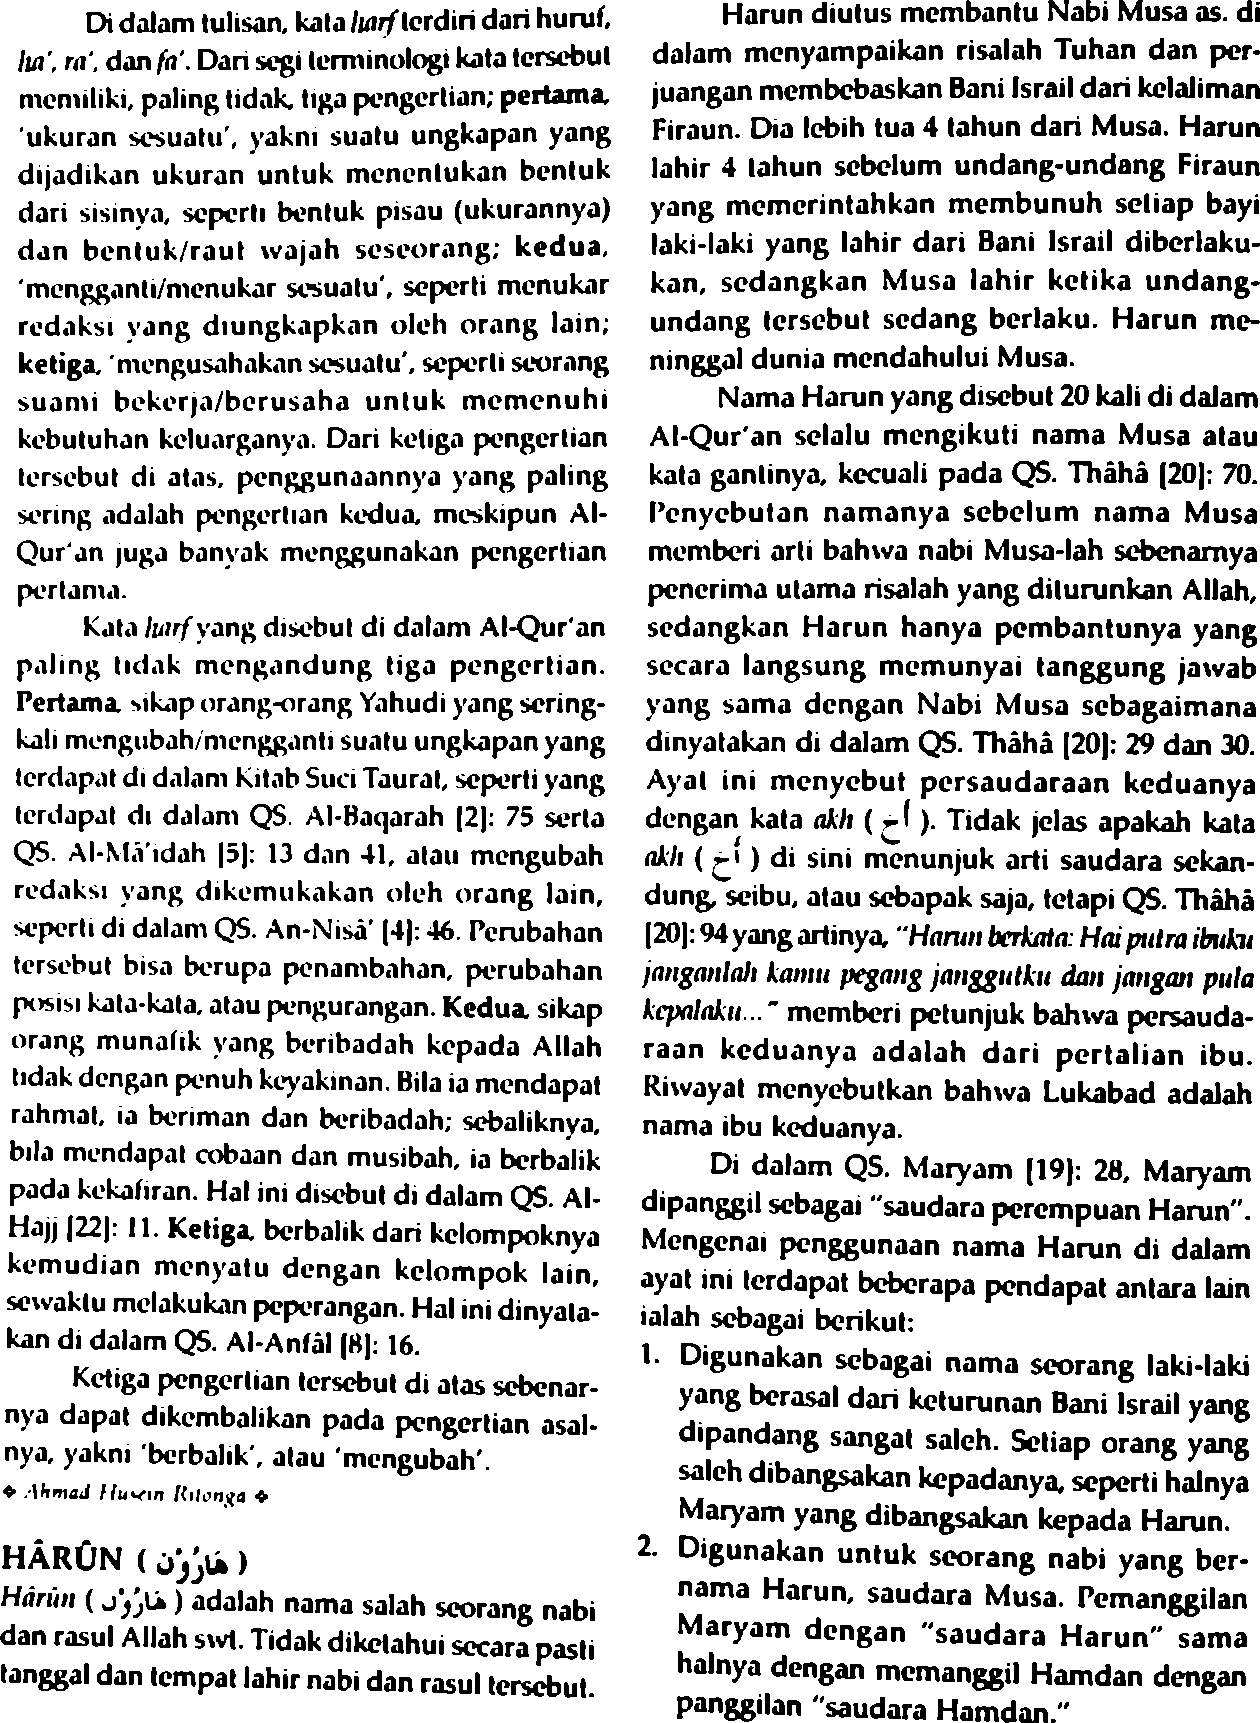 Di dalam tulisan, kata harf terdiri dari huruf,
ha', ra', dan fa'. Dari segi terminologi kata tersebut
memiliki, paling tidak, tiga pengertian; pertama,
'ukuran sesuatu', yakni suatu ungkapan yang
dijadikan ukuran untuk menentukan bentuk
dari sisinya, seperti bentuk pisau (ukurannya)
dan bentuk/raut wajah seseorang; kedua,
'mengganti/menukar sesuatu', seperti menukar
redaksi yang diungkapkan oleh orang lain;
ketiga, 'mengusahakan sesuatu', seperti seorang
suami bekerja/berusaha untuk memenuhi
kebutuhan keluarganya. Dari ketiga pengertian
tersebut di atas, penggunaannya yang paling
sering adalah pengertian kedua, meskipun Al-
Qur'an juga banyak menggunakan pengertian
pertama.
Kata harf yang disebut di dalam Al-Qur'an
paling tidak mengandung tiga pengertian.
Pertama, sikap orang-orang Yahudi yang sering-
kali mengubah/mengganti suatu ungkapan yang
terdapat di dalam Kitab Suci Taurat, seperti yang
terdapat di dalam QS. Al-Baqarah [2]: 75 serta
QS. Al-Mâ'idah [5]: 13 dan 41, atau mengubah
redaksi yang dikemukakan oleh orang lain,
seperti di dalam QS. An-Nisâ' [4]: 46. Perubahan
tersebut bisa berupa penambahan, perubahan
posisi kata-kata, atau pengurangan. Kedua, sikap
orang munafik yang beribadah kepada Allah
tidak dengan penuh keyakinan. Bila ia mendapat
rahmat, ia beriman dan beribadah; sebaliknya,
bila mendapat cobaan dan musibah, ia berbalik
pada kekafiran. Hal ini disebut di dalam QS. Al-
Hajj [22]: 11. Ketiga, berbalik dari kelompoknya
kemudian menyatu dengan kelompok lain,
sewaktu melakukan peperangan. Hal ini dinyata-
kan di dalam QS. Al-Anfâl [8]: 16.
Ketiga pengertian tersebut di atas sebenar-
nya dapat dikembalikan pada pengertian asal-
nya, yakni 'berbalik', atau 'mengubah'.
❖ Ahmad Husein Ritonga ❖
HÂRÛN ( هَارُوْن )
Hârûn ( هَارُوْن ) adalah nama salah seorang nabi
dan rasul Allah swt. Tidak diketahui secara pasti
tanggal dan tempat lahir nabi dan rasul tersebut.
Harun diutus membantu Nabi Musa as. di
dalam menyampaikan risalah Tuhan dan per-
juangan membebaskan Bani Israil dari kelaliman
Firaun. Dia lebih tua 4 tahun dari Musa. Harun
lahir 4 tahun sebelum undang-undang Firaun
yang memerintahkan membunuh setiap bayi
laki-laki yang lahir dari Bani Israil diberlaku-
kan, sedangkan Musa lahir ketika undang-
undang tersebut sedang berlaku. Harun me-
ninggal dunia mendahului Musa.
Nama Harun yang disebut 20 kali di dalam
Al-Qur'an selalu mengikuti nama Musa atau
kata gantinya, kecuali pada QS. Thâhâ [20]: 70.
Penyebutan namanya sebelum nama Musa
memberi arti bahwa nabi Musa-lah sebenarnya
penerima utama risalah yang diturunkan Allah,
sedangkan Harun hanya pembantunya yang
secara langsung memunyai tanggung jawab
yang sama dengan Nabi Musa sebagaimana
dinyatakan di dalam QS. Thâhâ [20]: 29 dan 30.
Ayat ini menyebut persaudaraan keduanya
dengan kata akh ( أَخ ). Tidak jelas apakah kata
akh ( أَخ ) di sini menunjuk arti saudara sekan-
dung, seibu, atau sebapak saja, tetapi QS. Thâhâ
[20]: 94 yang artinya, "Harun berkata: Hai putra ibuku
janganlah kamu pegang janggutku dan jangan pula
kepalaku..." memberi petunjuk bahwa persauda-
raan keduanya adalah dari pertalian ibu.
Riwayat menyebutkan bahwa Lukabad adalah
nama ibu keduanya.
Di dalam QS. Maryam [19]: 28, Maryam
dipanggil sebagai "saudara perempuan Harun".
Mengenai penggunaan nama Harun di dalam
ayat ini terdapat beberapa pendapat antara lain
ialah sebagai berikut:
1. Digunakan sebagai nama seorang laki-laki
yang berasal dari keturunan Bani Israil yang
dipandang sangat saleh. Setiap orang yang
saleh dibangsakan kepadanya, seperti halnya
Maryam yang dibangsakan kepada Harun.
2. Digunakan untuk seorang nabi yang ber-
nama Harun, saudara Musa. Pemanggilan
Maryam dengan "saudara Harun" sama
halnya dengan memanggil Hamdan dengan
panggilan "saudara Hamdan."